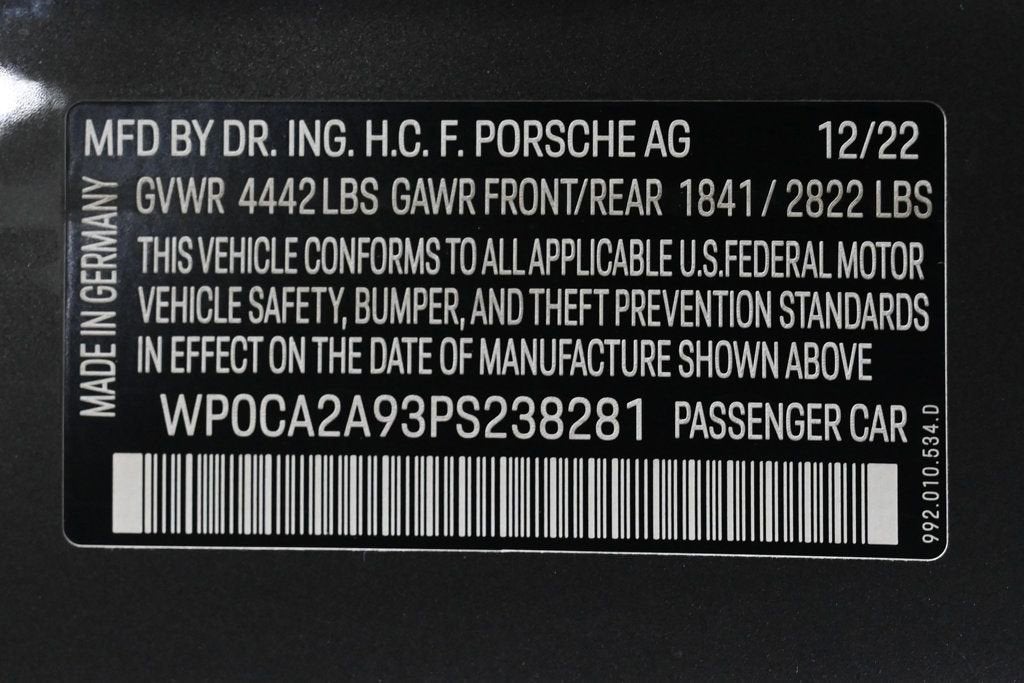 MFD BY DR. ING. H.C. F. PORSCHE AG 12/22
GVWR 4442 LBS GAWR FRONT/REAR 1841 / 2822 LBS
THIS VEHICLE CONFORMS TO ALL APPLICABLE U.S.FEDERAL MOTOR
VEHICLE SAFETY, BUMPER, AND THEFT PREVENTION STANDARDS
IN EFFECT ON THE DATE OF MANUFACTURE SHOWN ABOVE
WP0CA2A93PS238281 PASSENGER CAR
MADE IN GERMANY
992.010.534.D